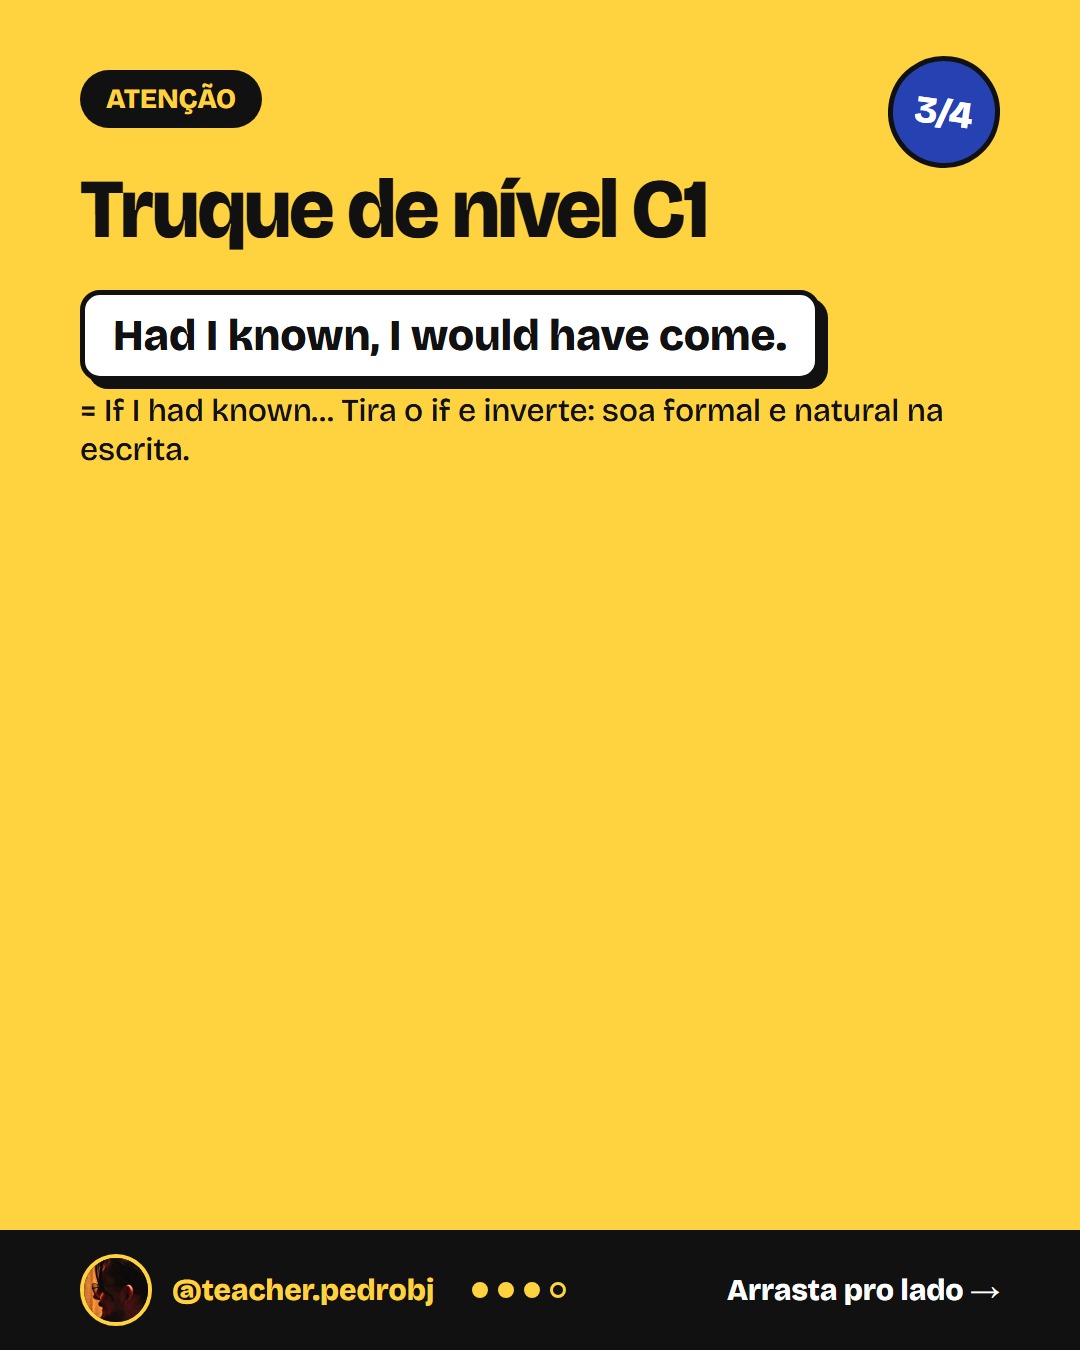 ATENÇÃO
3/4
Truque de nível C1
Had I known, I would have come.
= If I had known... Tira o if e inverte: soa formal e natural na
escrita.
@teacher.pedrobj
Arrasta pro lado →